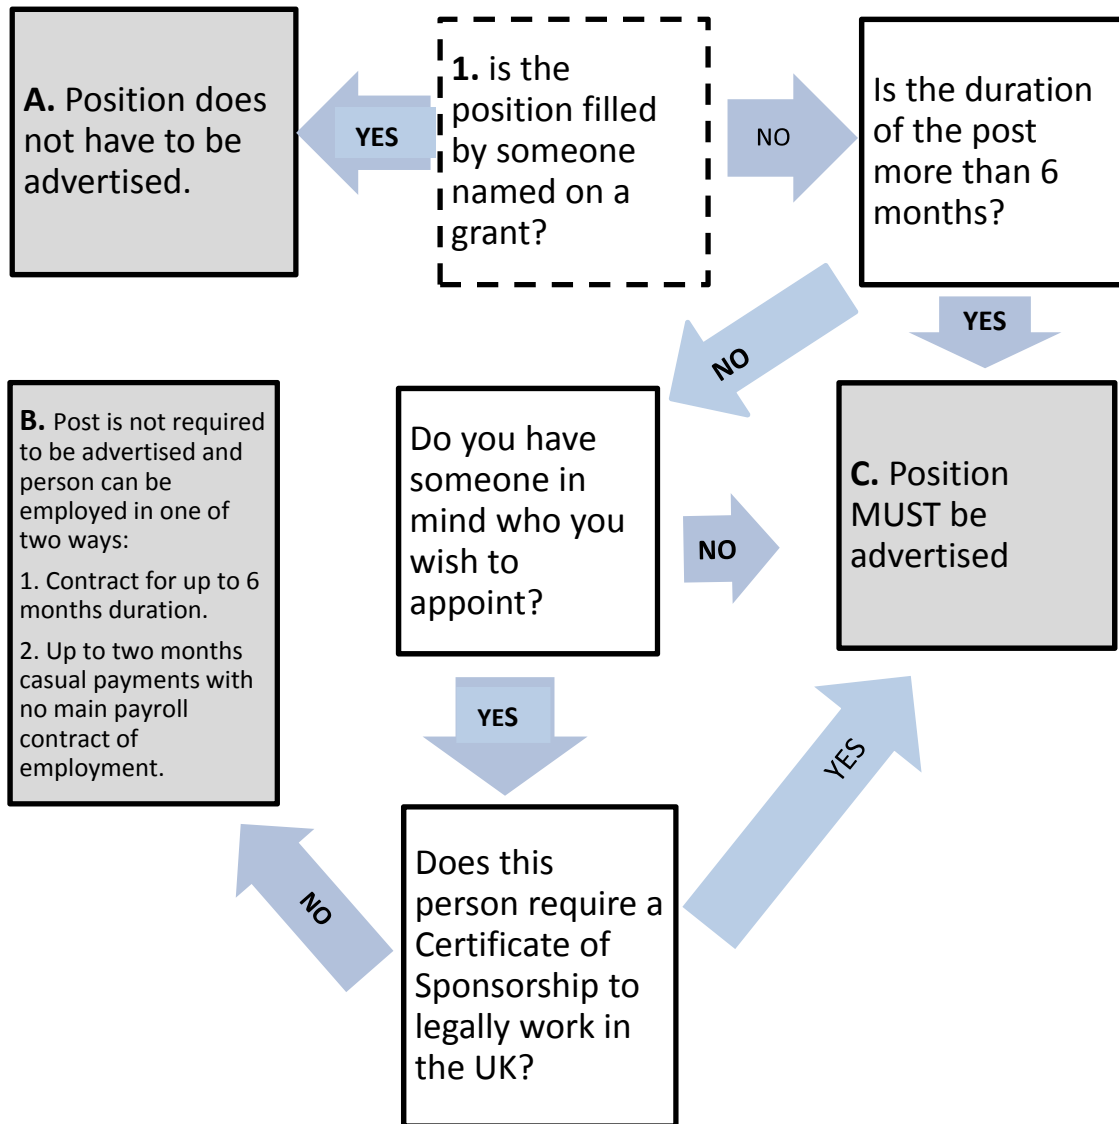 A. Position does
not have to be
advertised.
YES
1. is the
position filled
by someone
named on a
grant?
NO
Is the duration
of the post
more than 6
months?
YES
NO
B. Post is not required
to be advertised and
person can be
employed in one of
two ways:
1. Contract for up to 6
months duration.
2. Up to two months
casual payments with
no main payroll
contract of
employment.
Do you have
someone in
mind who you
wish to
appoint?
NO
C. Position
MUST be
advertised
YES
YES
NO
Does this
person require a
Certificate of
Sponsorship to
legally work in
the UK?